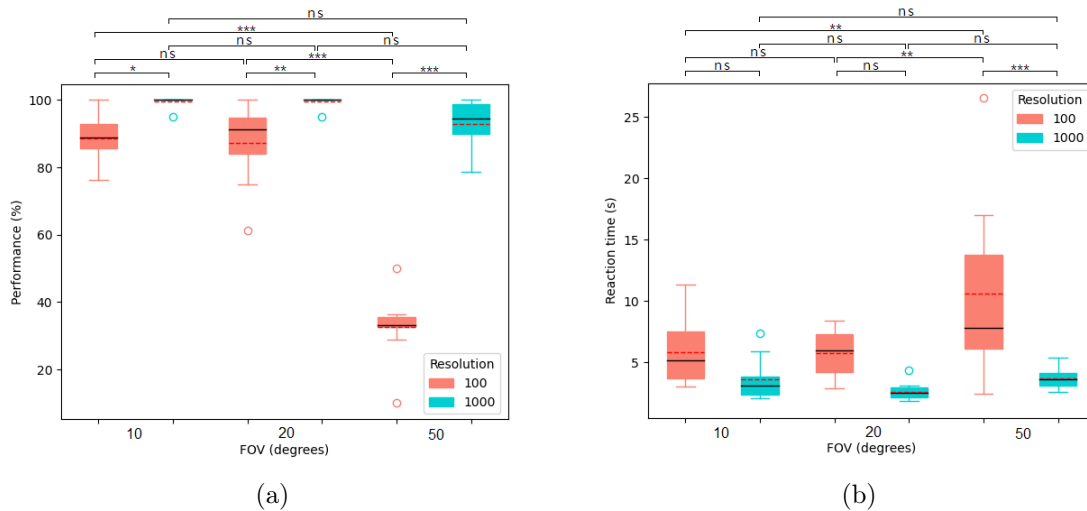 ns
***
ns ns
ns ***
* ** ***
100
80
60
40
20
Performance (%)
Resolution
100
1000
10 20 50
FOV (degrees)
(a)
ns
**
ns ns
ns **
ns ns ***
25
20
15
10
5
Reaction time (s)
Resolution
100
1000
10 20 50
FOV (degrees)
(b)